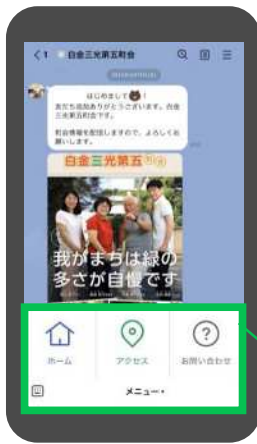 1 白金三光第五町会
はじめまして！
友だち追加ありがとうございます。白金
三光第五町会です。
町会情報を配信しますので、よろしくお
願いします。
白金三光第五町会
我がまちは緑の
多さが自慢です
ホーム アクセス お問い合わせ
メニュー